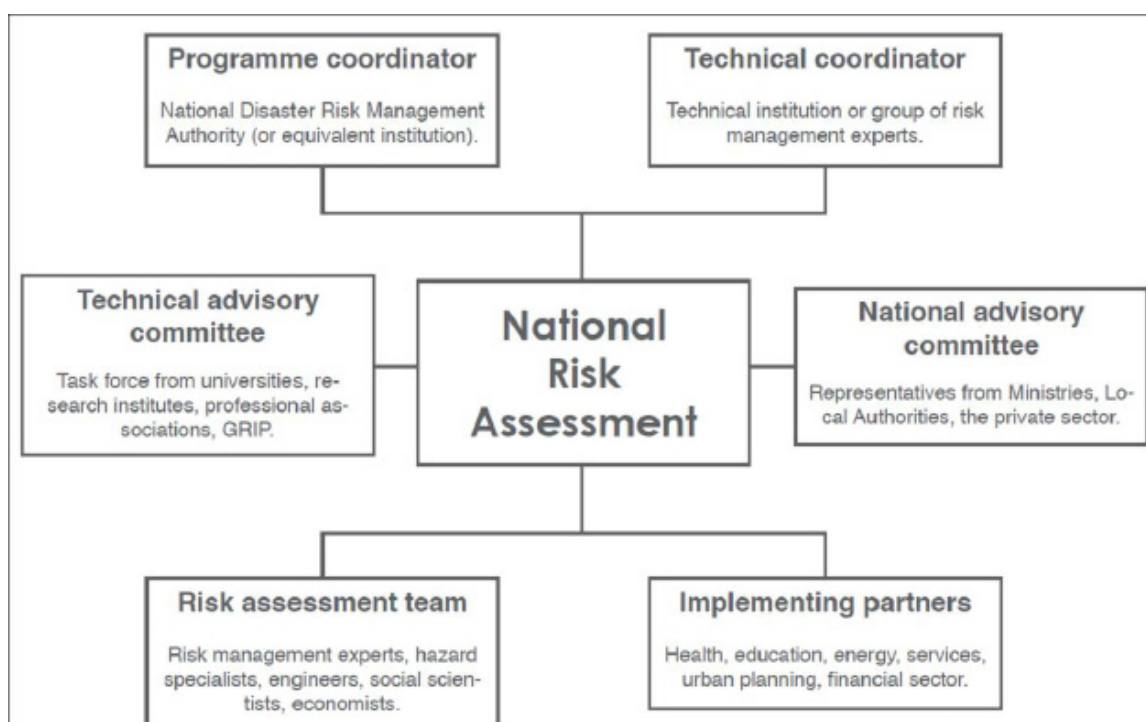 Programme coordinator
National Disaster Risk Management
Authority (or equivalent institution).
Technical coordinator
Technical institution or group of risk
management experts.
Technical advisory
committee
Task force from universities, re-
search institutes, professional as-
sociations, GRIP.
National
Risk
Assessment
National advisory
committee
Representatives from Ministries, Lo-
cal Authorities, the private sector.
Risk assessment team
Risk management experts, hazard
specialists, engineers, social scien-
tists, economists.
Implementing partners
Health, education, energy, services,
urban planning, financial sector.